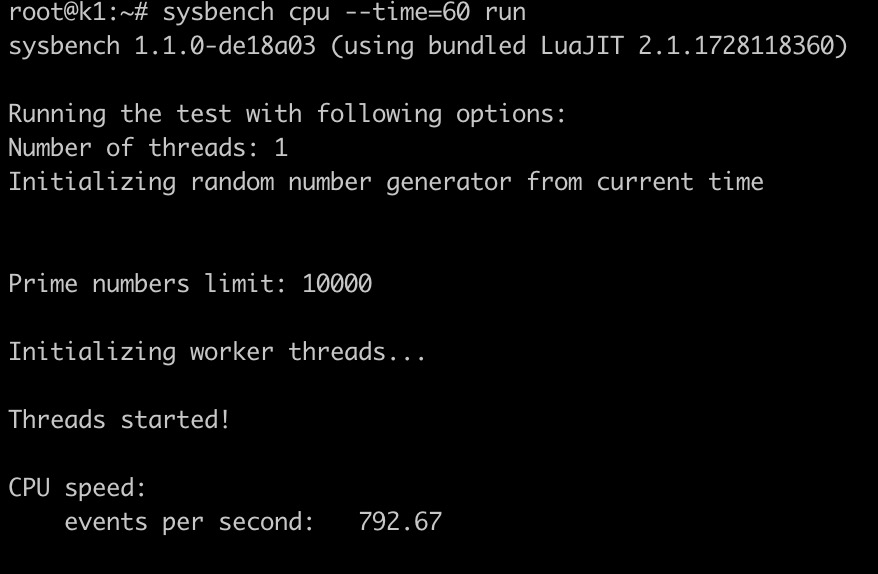 root@k1:~# sysbench cpu --time=60 run
sysbench 1.1.0-de18a03 (using bundled LuaJIT 2.1.1728118360)
Running the test with following options:
Number of threads: 1
Initializing random number generator from current time
Prime numbers limit: 10000
Initializing worker threads...
Threads started!
CPU speed:
    events per second:   792.67